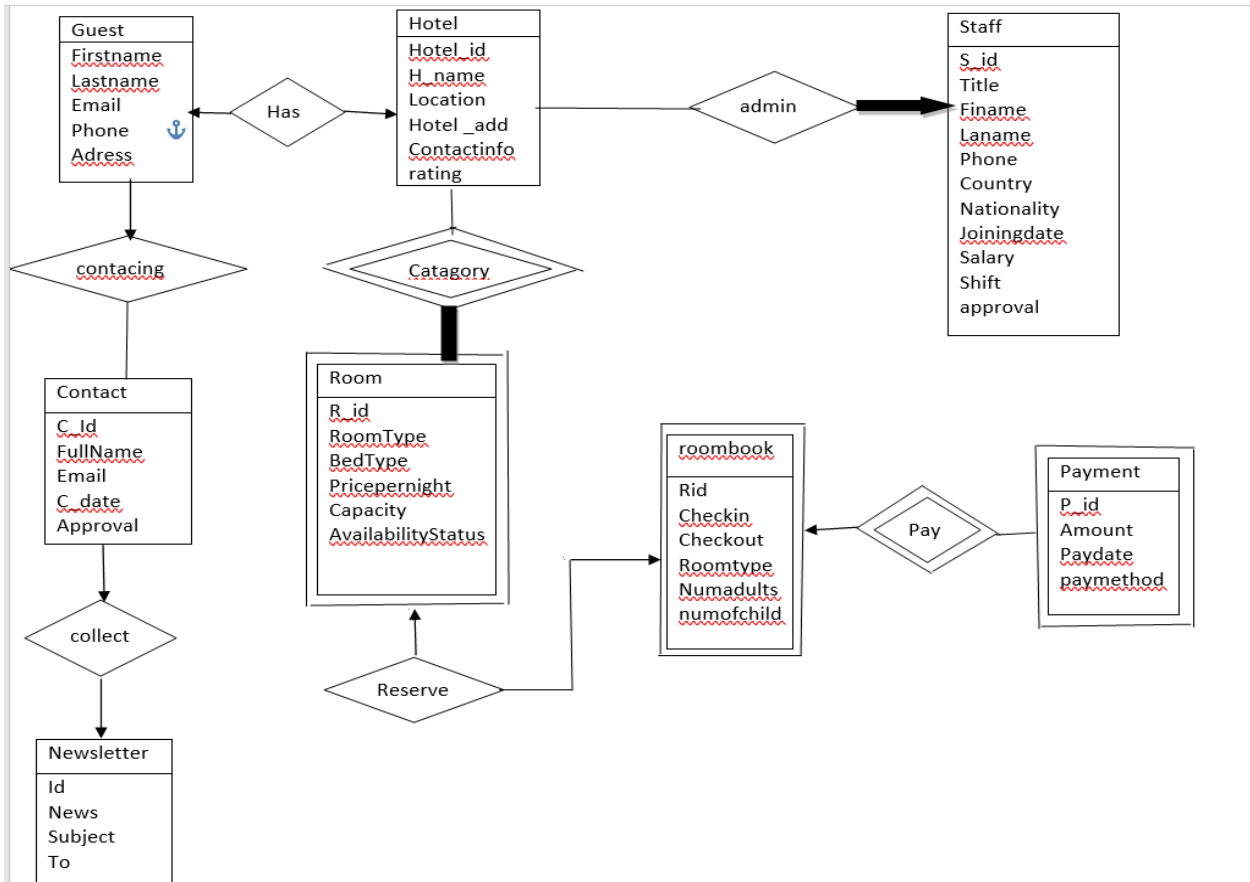 Guest
Firstname
Lastname
Email
Phone
Adress
Has
Hotel
Hotel_id
H_name
Location
Hotel _add
Contactinfo
rating
admin
Staff
S_id
Title
Finame
Laname
Phone
Country
Nationality
Joiningdate
Salary
Shift
approval
contacing
Catagory
Contact
C_Id
FullName
Email
C_date
Approval
Room
R_id
RoomType
BedType
Pricepernight
Capacity
AvailabilityStatus
roombook
Rid
Checkin
Checkout
Roomtype
Numadults
numofchild
Pay
Payment
P_id
Amount
Paydate
paymethod
collect
Reserve
Newsletter
Id
News
Subject
To